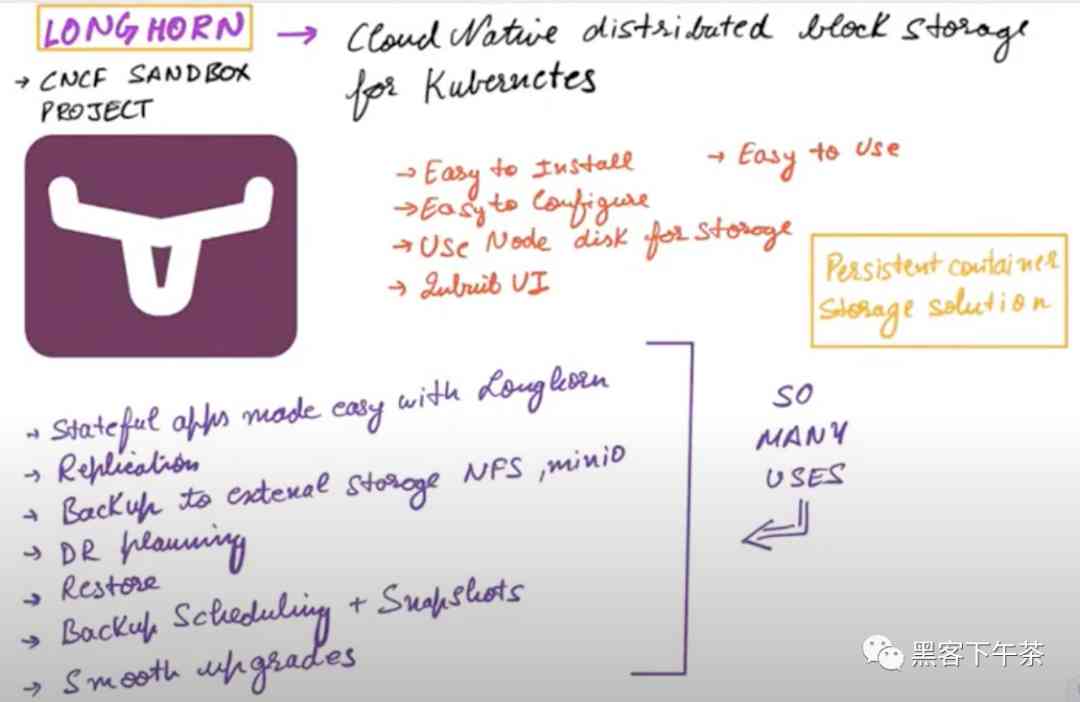 LONGHORN → Cloud Native distributed block storage
for Kubernetes
→ CNCF SANDBOX
PROJECT
→ Easy to Install
→ Easy to Use
→ Easy to Configure
→ Use Node disk for storage
→ UI
Persistent container
storage solution
→ Stateful apps made easy with Longhorn
→ Replication
→ Backup to extenal storage NFS, minio
→ DR planning
→ Restore
→ Backup Scheduling + Snapshots
→ Smooth upgrades
SO
MANY
USES
黑客下午茶